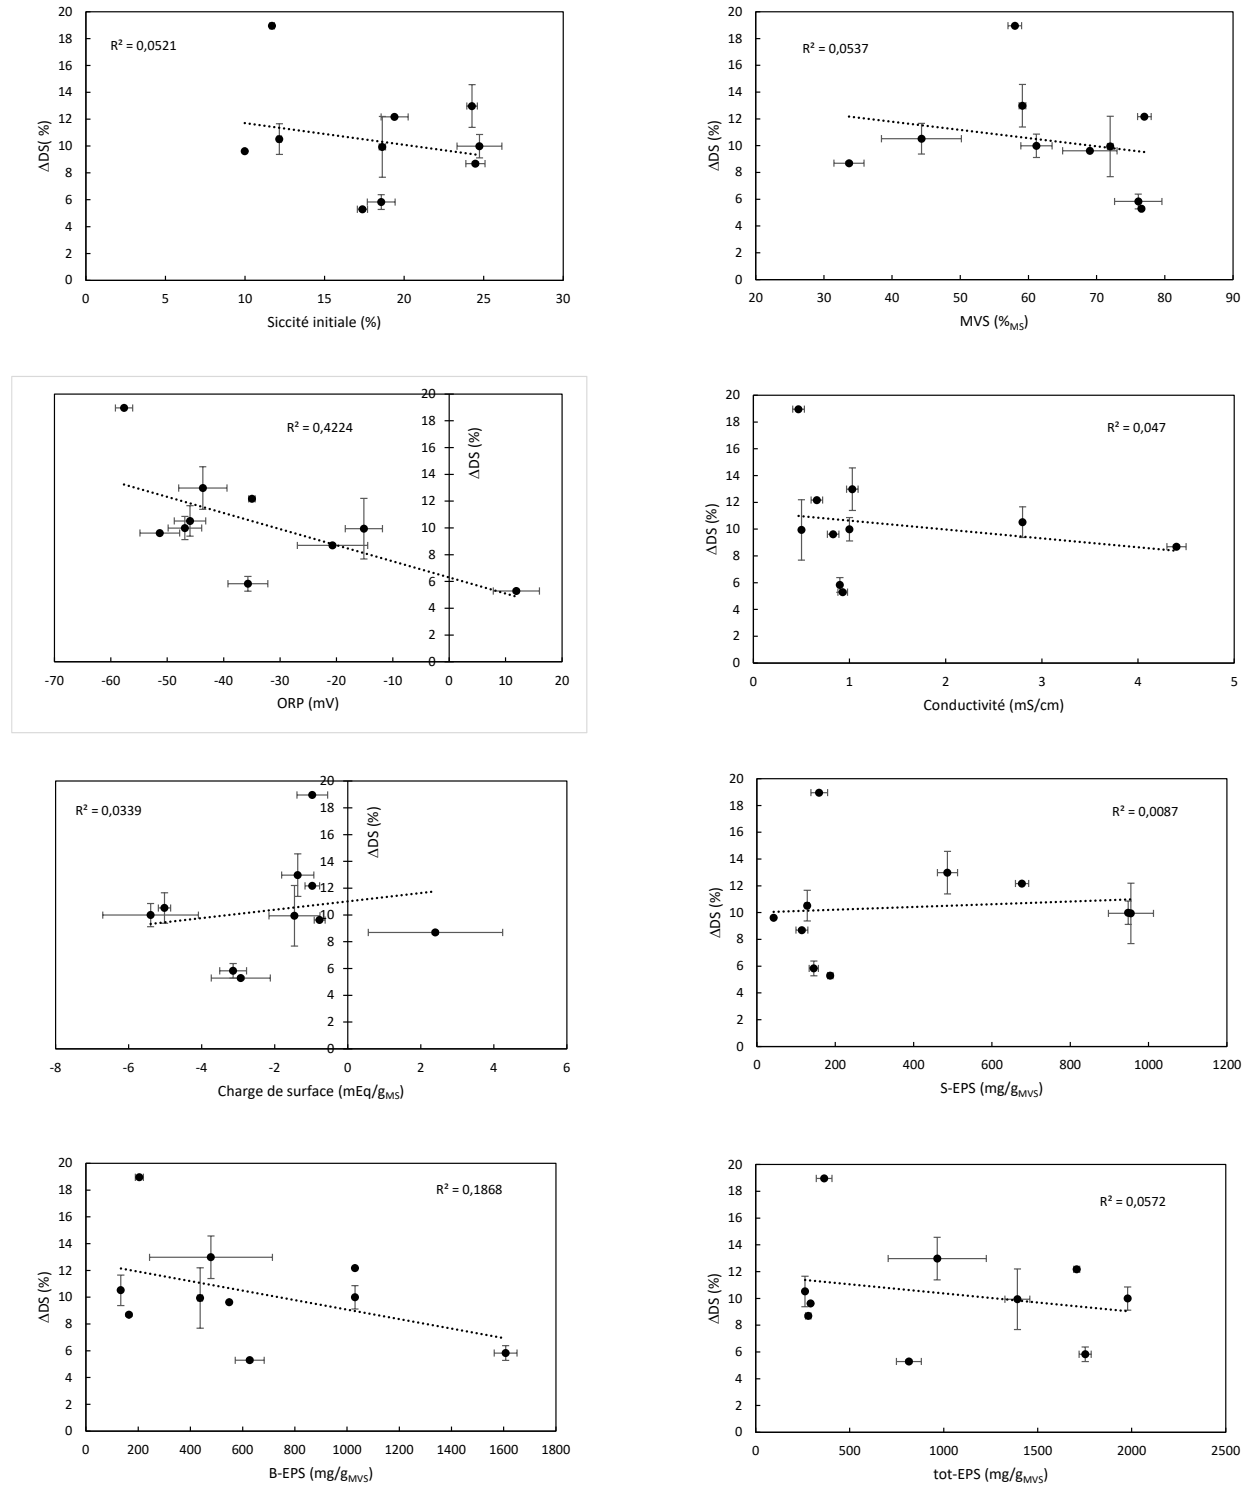 20
18
16
14
12
10
8
6
4
2
0
ΔDS( %)
R² = 0,0521
0 5 10 15 20 25 30
Siccité initiale (%)
20
18
16
14
12
10
8
6
4
2
0
ΔDS (%)
R² = 0,0537
20 30 40 50 60 70 80 90
MVS (%MS)
20
18
16
14
12
10
8
6
4
2
0
ΔDS (%)
R² = 0,4224
-70 -60 -50 -40 -30 -20 -10 0 10 20
ORP (mV)
20
18
16
14
12
10
8
6
4
2
0
ΔDS (%)
R² = 0,047
0 1 2 3 4 5
Conductivité (mS/cm)
20
18
16
14
12
10
8
6
4
2
0
ΔDS (%)
R² = 0,0339
-8 -6 -4 -2 0 2 4 6
Charge de surface (mEq/gMS)
20
18
16
14
12
10
8
6
4
2
0
ΔDS (%)
R² = 0,0087
0 200 400 600 800 1000 1200
S-EPS (mg/gMVS)
20
18
16
14
12
10
8
6
4
2
0
ΔDS (%)
R² = 0,1868
0 200 400 600 800 1000 1200 1400 1600 1800
B-EPS (mg/gMVS)
20
18
16
14
12
10
8
6
4
2
0
ΔDS (%)
R² = 0,0572
0 500 1000 1500 2000 2500
tot-EPS (mg/gMVS)